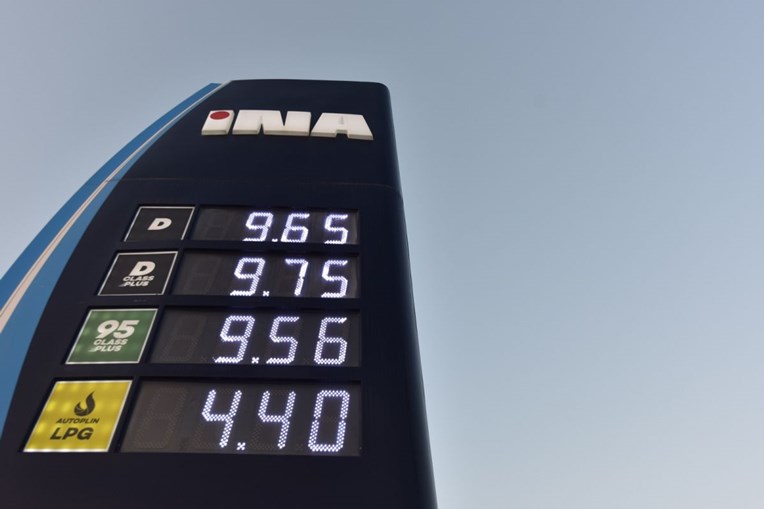 INA
D
9.65
D
CLASS
PLUS
9.75
95
CLASS
PLUS
9.56
AUTOPLIN
LPG
4.40